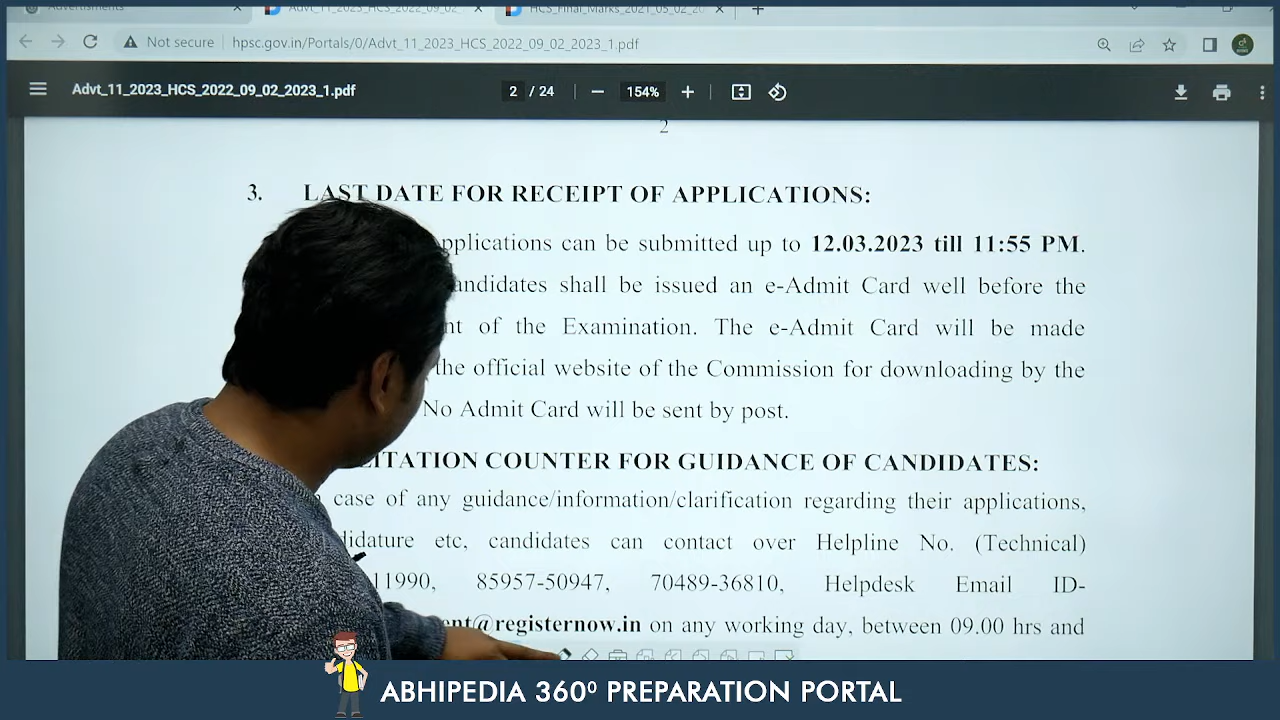 Advertisments
Advt_11_2023_HCS_2022_09_02
HCS_Final_Marks_2021_05_02_20
Not secure | hpsc.gov.in/Portals/0/Advt_11_2023_HCS_2022_09_02_2023_1.pdf
Advt_11_2023_HCS_2022_09_02_2023_1.pdf 2 / 24 154%
2
3. LAST DATE FOR RECEIPT OF APPLICATIONS:
applications can be submitted up to 12.03.2023 till 11:55 PM.
andidates shall be issued an e-Admit Card well before the
nt of the Examination. The e-Admit Card will be made
the official website of the Commission for downloading by the
No Admit Card will be sent by post.
LITATION COUNTER FOR GUIDANCE OF CANDIDATES:
case of any guidance/information/clarification regarding their applications,
didature etc, candidates can contact over Helpline No. (Technical)
11990, 85957-50947, 70489-36810, Helpdesk Email ID-
ent@registernow.in on any working day, between 09.00 hrs and
ABHIPEDIA 360⁰ PREPARATION PORTAL